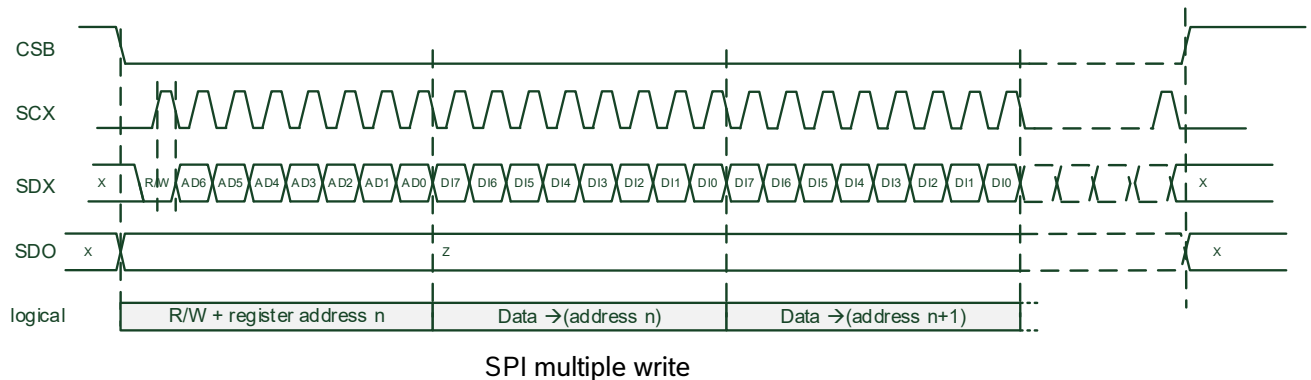 CSB
SCX
SDX X R/W AD6 AD5 AD4 AD3 AD2 AD1 AD0 DI7 DI6 DI5 DI4 DI3 DI2 DI1 DI0 DI7 DI6 DI5 DI4 DI3 DI2 DI1 DI0 X
SDO X Z X
logical R/W + register address n Data →(address n) Data →(address n+1)
SPI multiple write